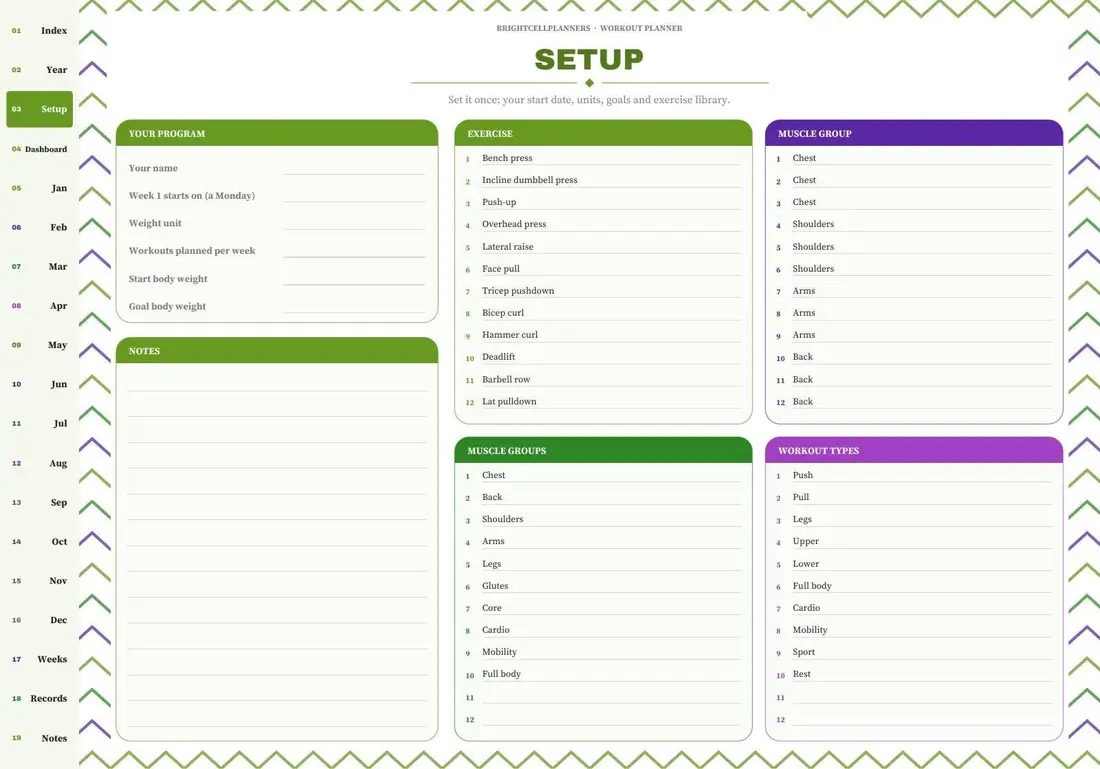 01 Index
02 Year
03 Setup
04 Dashboard
05 Jan
06 Feb
07 Mar
08 Apr
09 May
10 Jun
11 Jul
12 Aug
13 Sep
14 Oct
15 Nov
16 Dec
17 Weeks
18 Records
19 Notes
BRIGHTCELLPLANNERS · WORKOUT PLANNER
SETUP
Set it once: your start date, units, goals and exercise library.
YOUR PROGRAM
Your name
Week 1 starts on (a Monday)
Weight unit
Workouts planned per week
Start body weight
Goal body weight
NOTES
EXERCISE
1 Bench press
2 Incline dumbbell press
3 Push-up
4 Overhead press
5 Lateral raise
6 Face pull
7 Tricep pushdown
8 Bicep curl
9 Hammer curl
10 Deadlift
11 Barbell row
12 Lat pulldown
MUSCLE GROUP
1 Chest
2 Chest
3 Chest
4 Shoulders
5 Shoulders
6 Shoulders
7 Arms
8 Arms
9 Arms
10 Back
11 Back
12 Back
MUSCLE GROUPS
1 Chest
2 Back
3 Shoulders
4 Arms
5 Legs
6 Glutes
7 Core
8 Cardio
9 Mobility
10 Full body
11
12
WORKOUT TYPES
1 Push
2 Pull
3 Legs
4 Upper
5 Lower
6 Full body
7 Cardio
8 Mobility
9 Sport
10 Rest
11
12